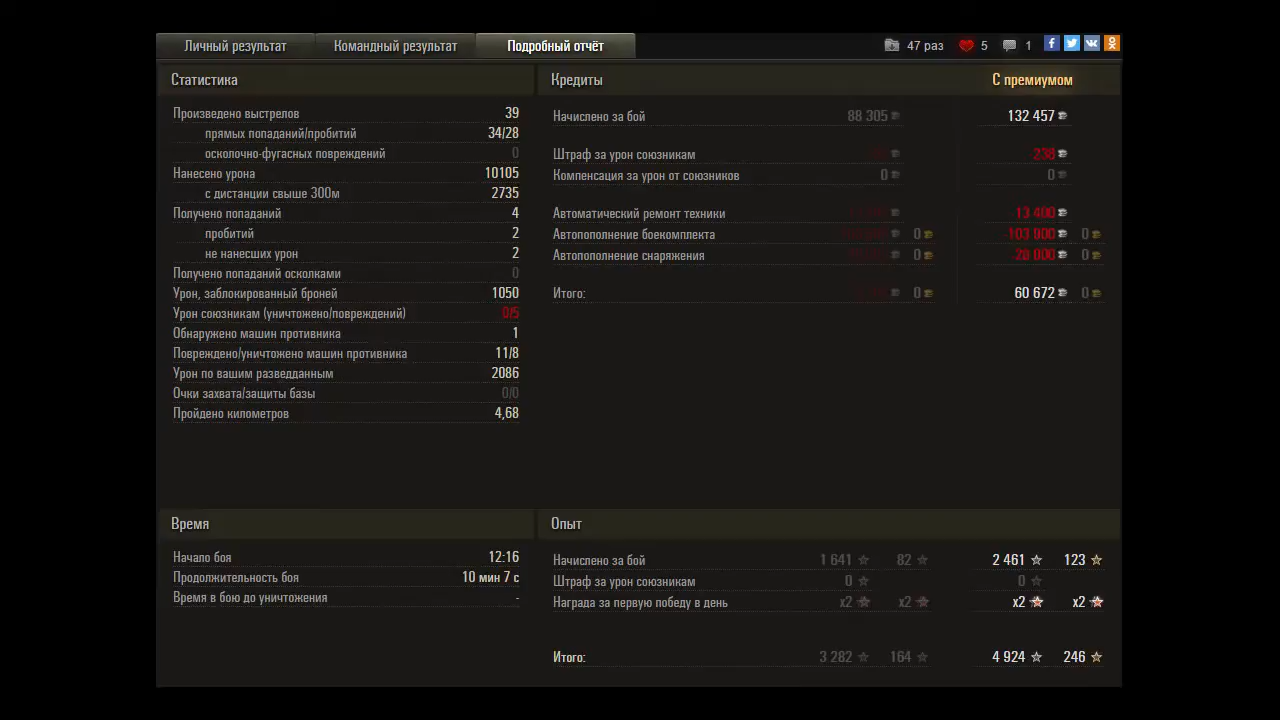 Личный результат Командный результат Подробный отчёт 47 раз 5 1
Статистика
Произведено выстрелов 39
прямых попаданий/пробитий 34/28
осколочно-фугасных повреждений 0
Нанесено урона 10105
с дистанции свыше 300м 2735
Получено попаданий 4
пробитий 2
не нанесших урон 2
Получено попаданий осколками 0
Урон, заблокированный броней 1050
Урон союзникам (уничтожено/повреждений) 0/5
Обнаружено машин противника 1
Повреждено/уничтожено машин противника 11/8
Урон по вашим разведданным 2086
Очки захвата/защиты базы 0/0
Пройдено километров 4,68
Кредиты С премиумом
Начислено за бой 88 305 132 457
Штраф за урон союзникам -238
Компенсация за урон от союзников 0 0
Автоматический ремонт техники 13 400
Автопополнение боекомплекта 0 -103 000 0
Автопополнение снаряжения 0 -20 000 0
Итого: 0 60 672 0
Время
Начало боя 12:16
Продолжительность боя 10 мин 7 с
Время в бою до уничтожения -
Опыт
Начислено за бой 1 641 82 2 461 123
Штраф за урон союзникам 0 0
Награда за первую победу в день x2 x2 x2 x2
Итого: 3 282 164 4 924 246